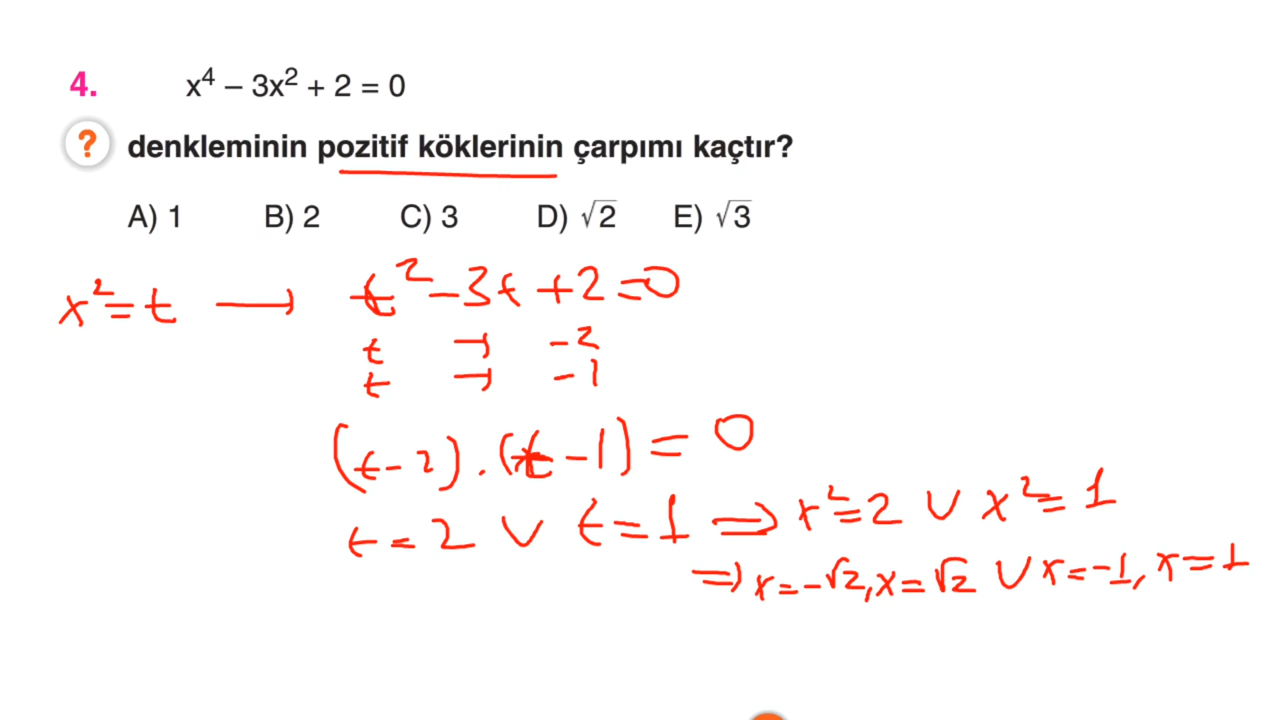 4. x⁴ – 3x² + 2 = 0
? denkleminin pozitif köklerinin çarpımı kaçtır?
A) 1 B) 2 C) 3 D) √2 E) √3
x² = t → t² - 3t + 2 = 0
t → -2
t → -1
(t - 2) . (t - 1) = 0
t = 2 ∨ t = 1 ⇒ x² = 2 ∨ x² = 1
⇒ x = -√2, x = √2 ∨ x = -1, x = 1